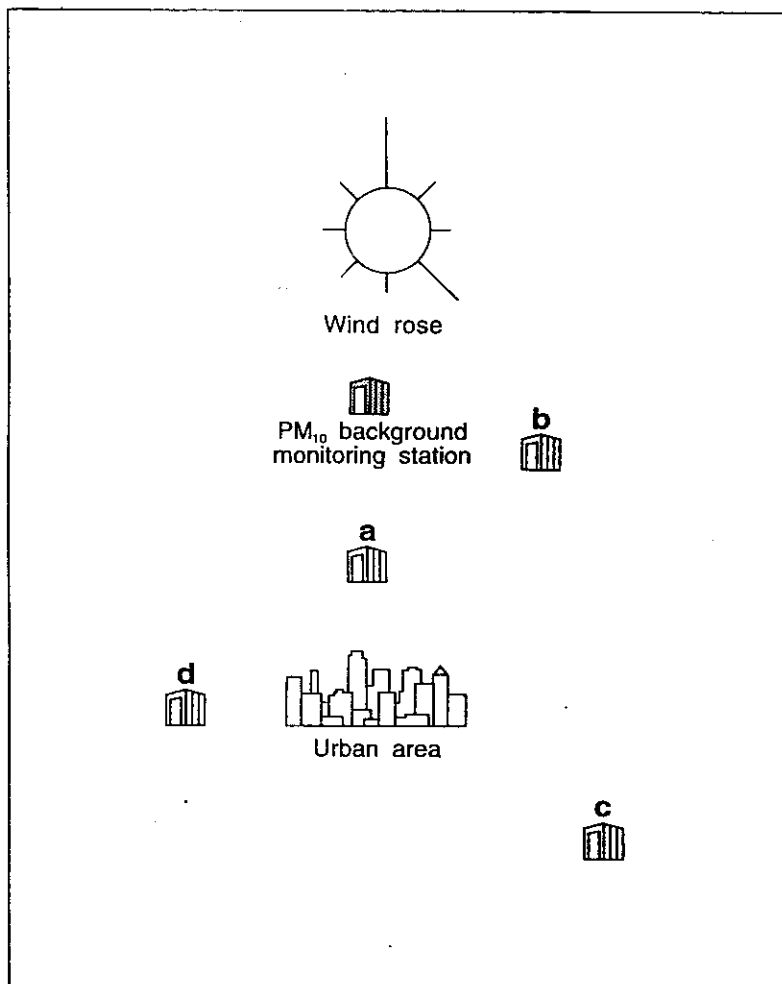 Wind rose
PM₁₀ background
monitoring station
b
a
d
Urban area
c